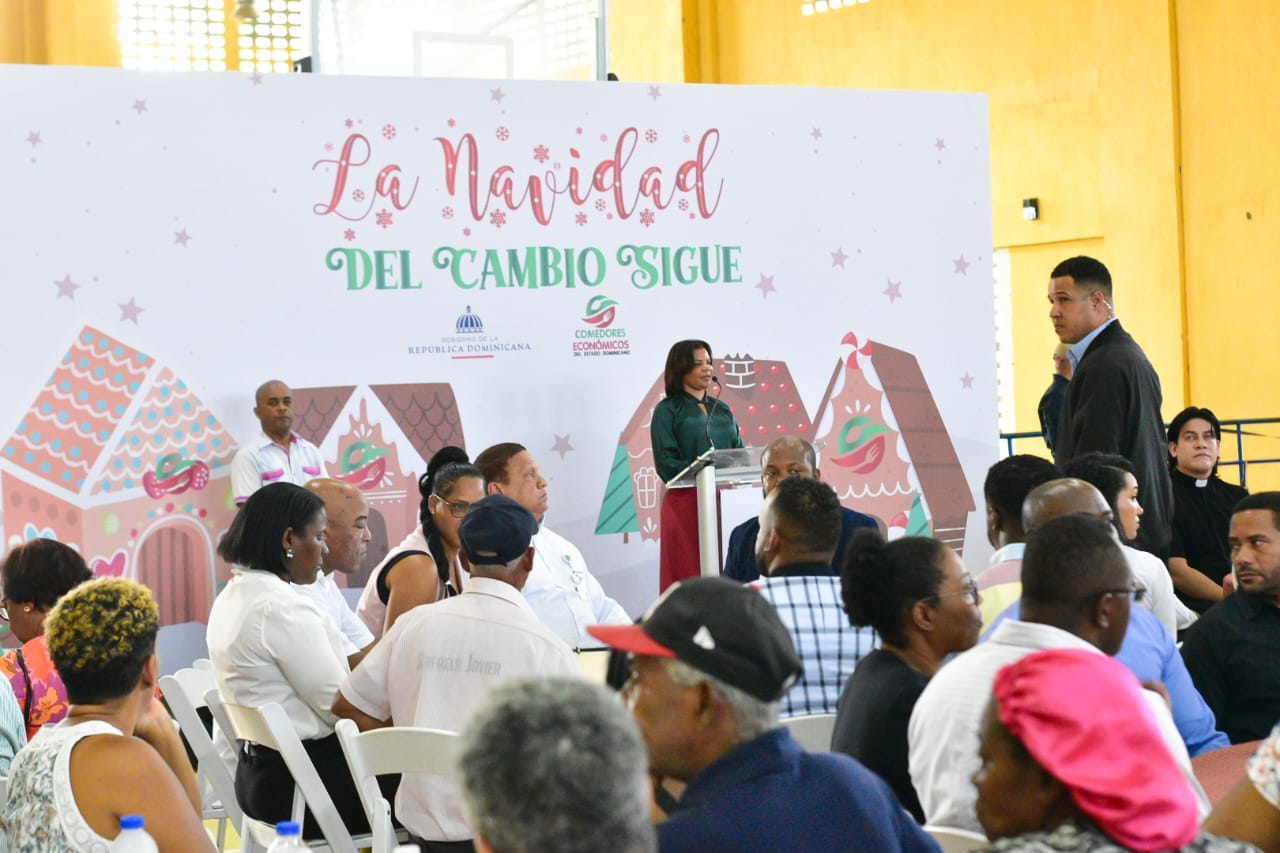 La Navidad
DEL CAMBIO SIGUE
GOBIERNO DE LA
REPÚBLICA DOMINICANA
COMEDORES
ECONÓMICOS
DEL ESTADO DOMINICANO